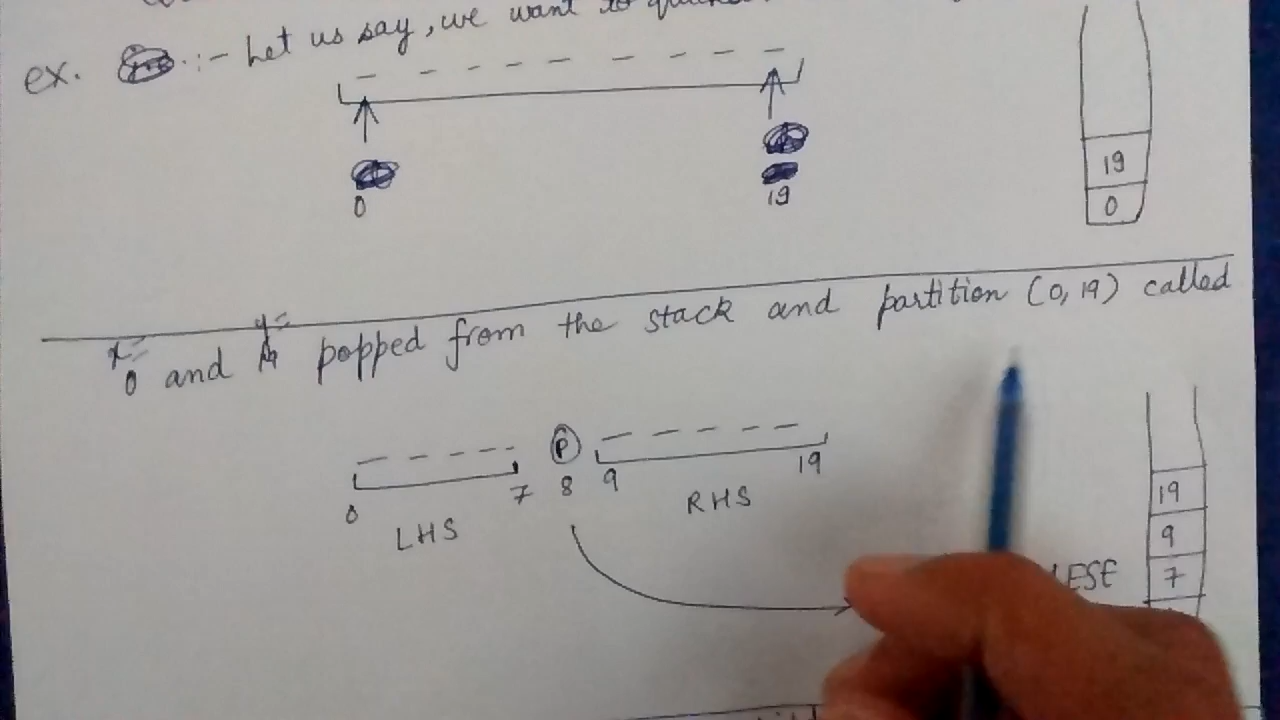 ex. :- Let us say, we want to
0
19
19
0
x= y=
0 and 19 popped from the stack and partition (0, 19) called
P
0 7 8 9 19
LHS RHS
19
9
7